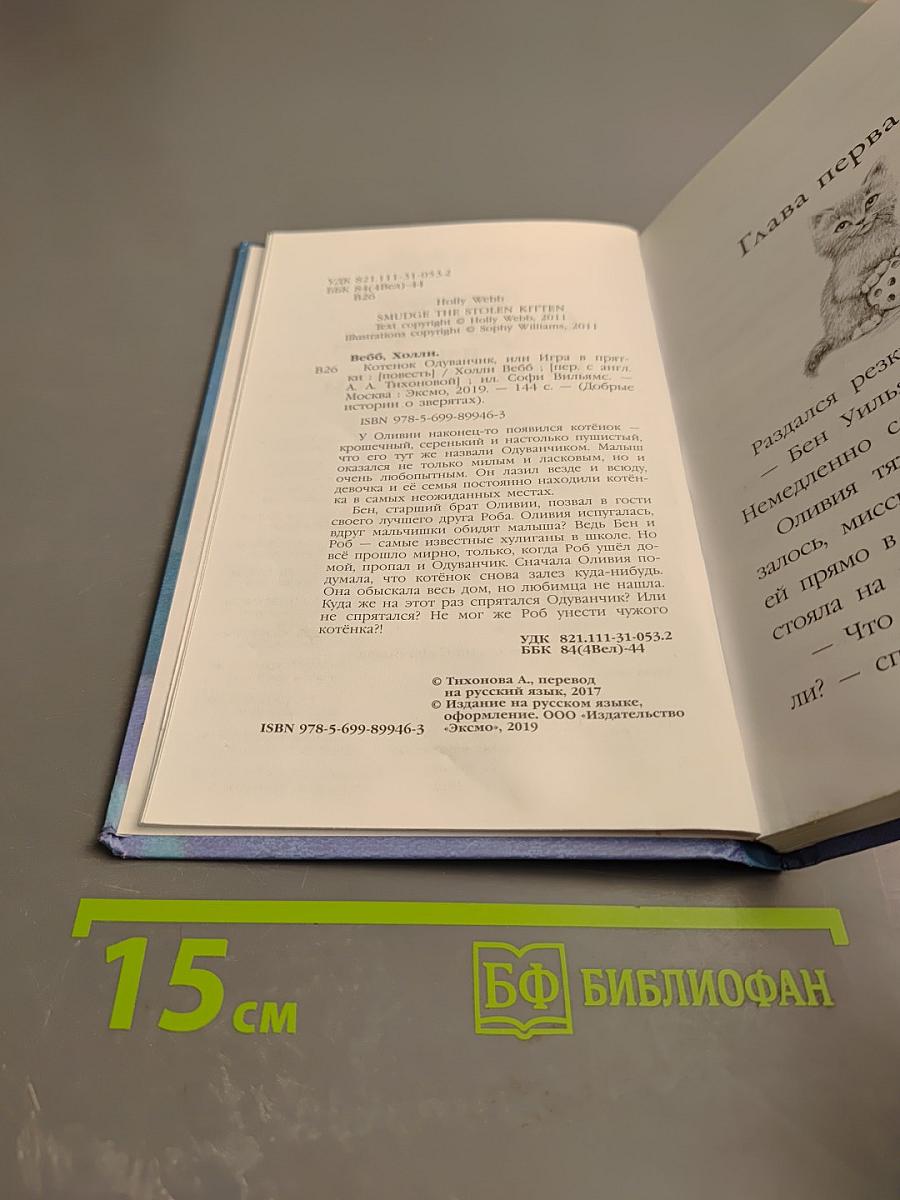 УДК 821.111-31-053.2
ББК 84(4Вел)-44
В26
Holly Webb
SMUDGE THE STOLEN KITTEN
Text copyright © Holly Webb, 2011
Illustrations copyright © Sophy Williams, 2011
Вебб, Холли.
В26 Котенок Одуванчик, или Игра в прят-
ки : [повесть] / Холли Вебб ; [пер. с англ.
А. А. Тихоновой] ; ил. Софи Вильямс. —
Москва : Эксмо, 2019. — 144 с. — (Добрые
истории о зверятах).
ISBN 978-5-699-89946-3
У Оливии наконец-то появился котёнок —
крошечный, серенький и настолько пушистый,
что его тут же назвали Одуванчиком. Малыш
оказался не только милым и ласковым, но и
очень любопытным. Он лазил везде и всюду,
девочка и её семья постоянно находили котён-
ка в самых неожиданных местах.
Бен, старший брат Оливии, позвал в гости
своего лучшего друга Роба. Оливия испугалась,
вдруг мальчишки обидят малыша? Ведь Бен и
Роб — самые известные хулиганы в школе. Но
всё прошло мирно, только, когда Роб ушёл до-
мой, пропал и Одуванчик. Сначала Оливия по-
думала, что котёнок снова залез куда-нибудь.
Она обыскала весь дом, но любимца не нашла.
Куда же на этот раз спрятался Одуванчик? Или
не спрятался? Не мог же Роб унести чужого
котёнка?!
УДК 821.111-31-053.2
ББК 84(4Вел)-44
© Тихонова А., перевод
на русский язык, 2017
© Издание на русском языке,
оформление. ООО «Издательство
ISBN 978-5-699-89946-3 «Эксмо», 2019
Глава перва
Раздался резк
— Бен Уилья
Немедленно с
Оливия тя
залось, мисс
ей прямо в
стояла на
— Что
ли? — сп
15 см
БФ БИБЛИОФАН